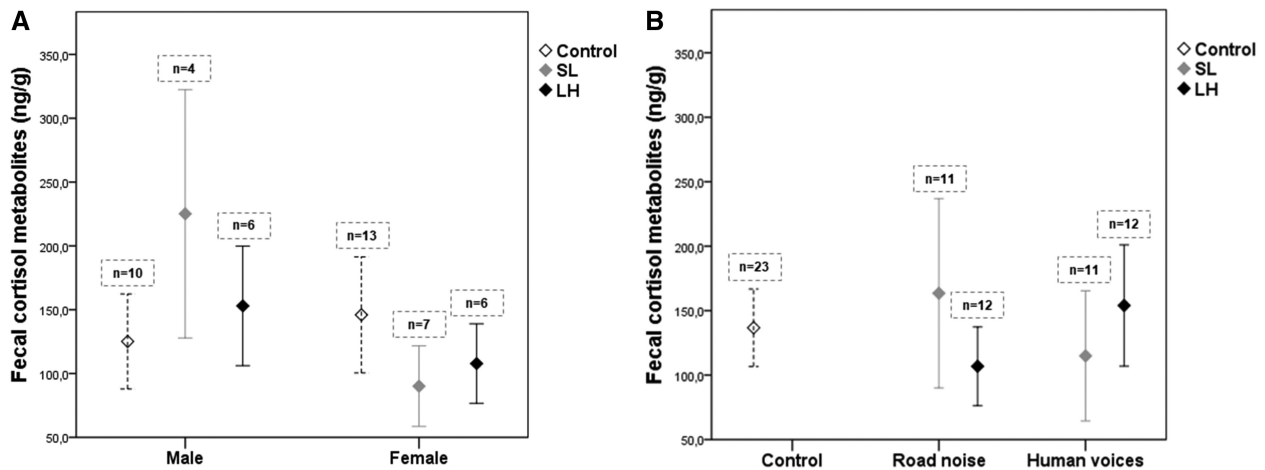 A
Fecal cortisol metabolites (ng/g)
350,0
300,0
250,0
200,0
150,0
100,0
50,0
n=10
n=4
n=6
n=13
n=7
n=6
Male
Female
Control
SL
LH
B
Fecal cortisol metabolites (ng/g)
350,0
300,0
250,0
200,0
150,0
100,0
50,0
n=23
n=11
n=12
n=11
n=12
Control
Road noise
Human voices
Control
SL
LH